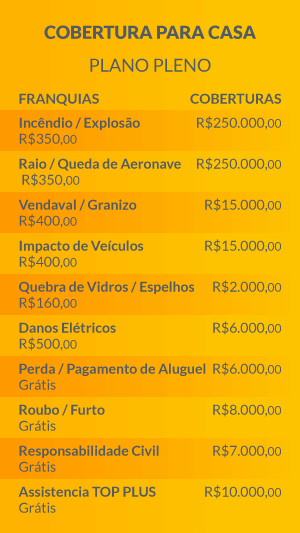 COBERTURA PARA CASA
PLANO PLENO
FRANQUIAS COBERTURAS
Incêndio / Explosão R$250.000,00
R$350,00
Raio / Queda de Aeronave R$250.000,00
R$350,00
Vendaval / Granizo R$15.000,00
R$400,00
Impacto de Veículos R$15.000,00
R$400,00
Quebra de Vidros / Espelhos R$2.000,00
R$160,00
Danos Elétricos R$6.000,00
R$500,00
Perda / Pagamento de Aluguel R$6.000,00
Grátis
Roubo / Furto R$8.000,00
Grátis
Responsabilidade Civil R$7.000,00
Grátis
Assistencia TOP PLUS R$10.000,00
Grátis